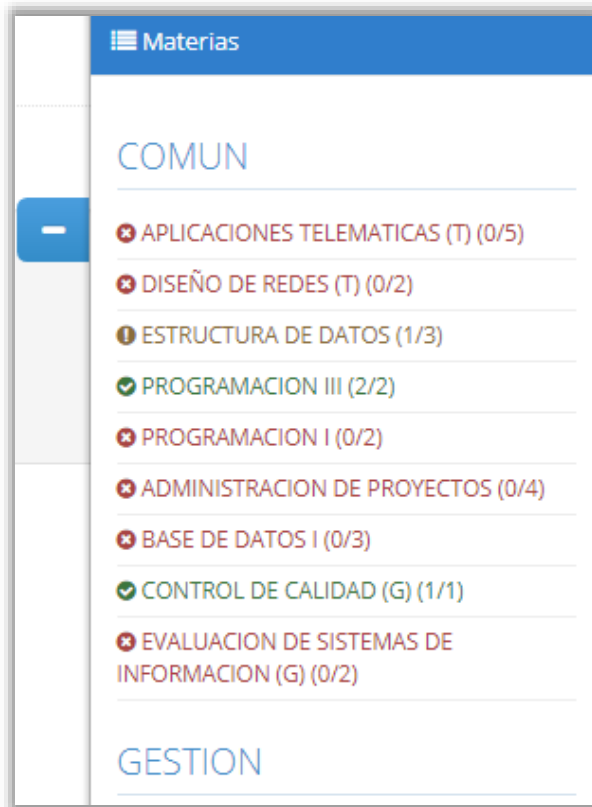 Materias
COMUN
APLICACIONES TELEMATICAS (T) (0/5)
DISEÑO DE REDES (T) (0/2)
ESTRUCTURA DE DATOS (1/3)
PROGRAMACION III (2/2)
PROGRAMACION I (0/2)
ADMINISTRACION DE PROYECTOS (0/4)
BASE DE DATOS I (0/3)
CONTROL DE CALIDAD (G) (1/1)
EVALUACION DE SISTEMAS DE
INFORMACION (G) (0/2)
GESTION